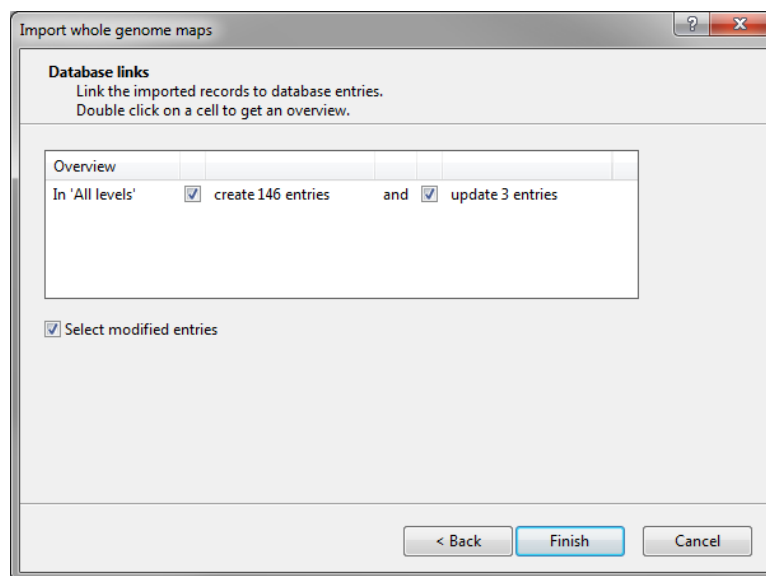 Import whole genome maps
Database links
Link the imported records to database entries.
Double click on a cell to get an overview.
Overview
In 'All levels' create 146 entries and update 3 entries
Select modified entries
< Back Finish Cancel